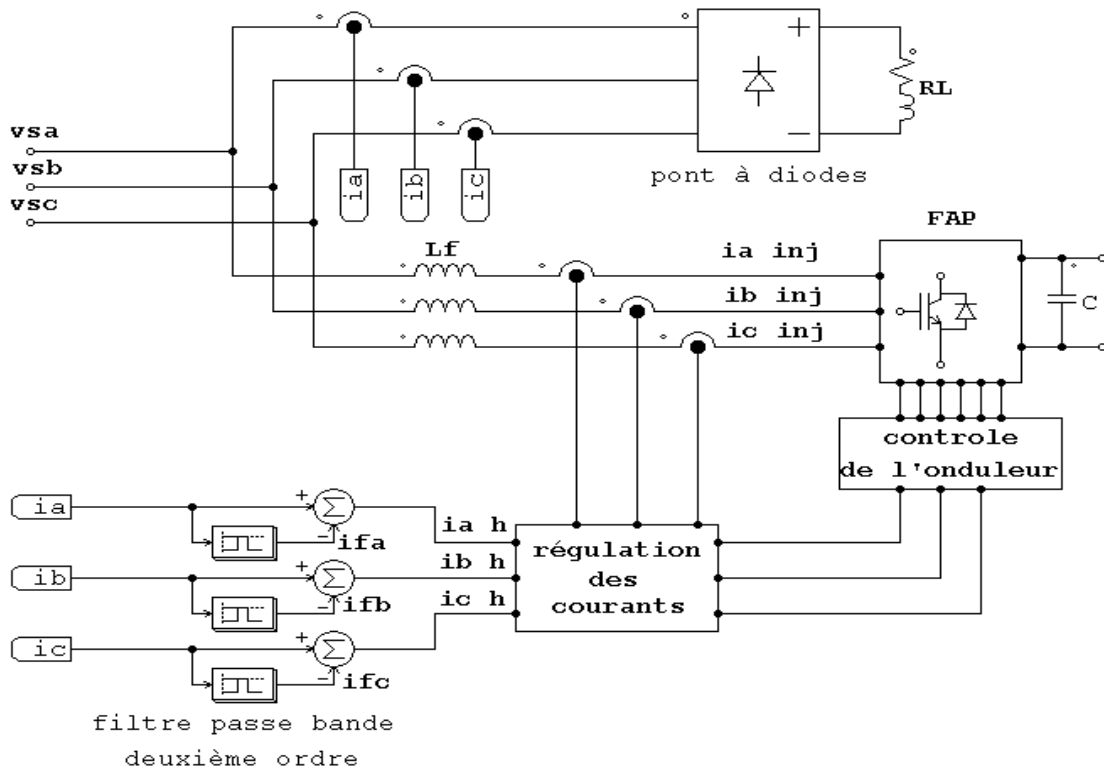 +
RL
−
vsa
vsb
vsc
ia
ib
ic
pont à diodes
FAP
Lf
ia inj
ib inj
ic inj
C
controle
de l'onduleur
ia
+
Σ
−
ifa
ia h
ib
+
Σ
−
ifb
ib h
ic
+
Σ
−
ifc
ic h
régulation
des
courants
filtre passe bande
deuxième ordre